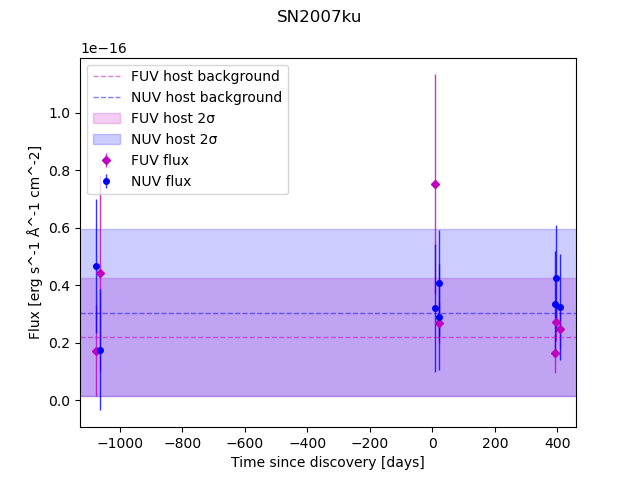 SN2007ku
1e−16
FUV host background
NUV host background
FUV host 2σ
NUV host 2σ
FUV flux
NUV flux
1.0
0.8
0.6
0.4
0.2
0.0
Flux [erg s^-1 Å^-1 cm^-2]
−1000 −800 −600 −400 −200 0 200 400
Time since discovery [days]